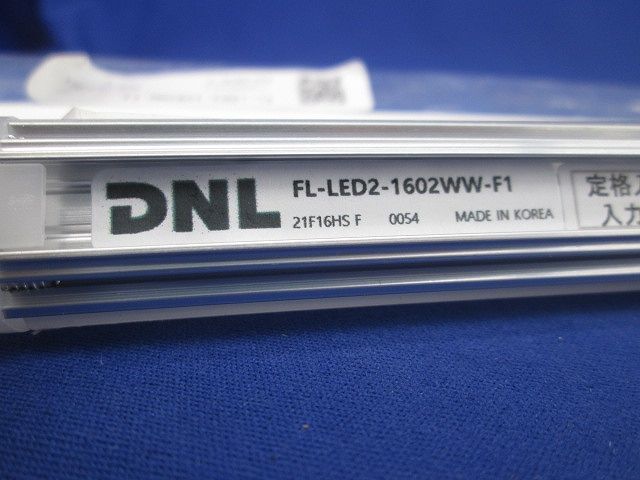 DNL
FL-LED2-1602WW-F1
21F16HS F 0054 MADE IN KOREA
定格
入力